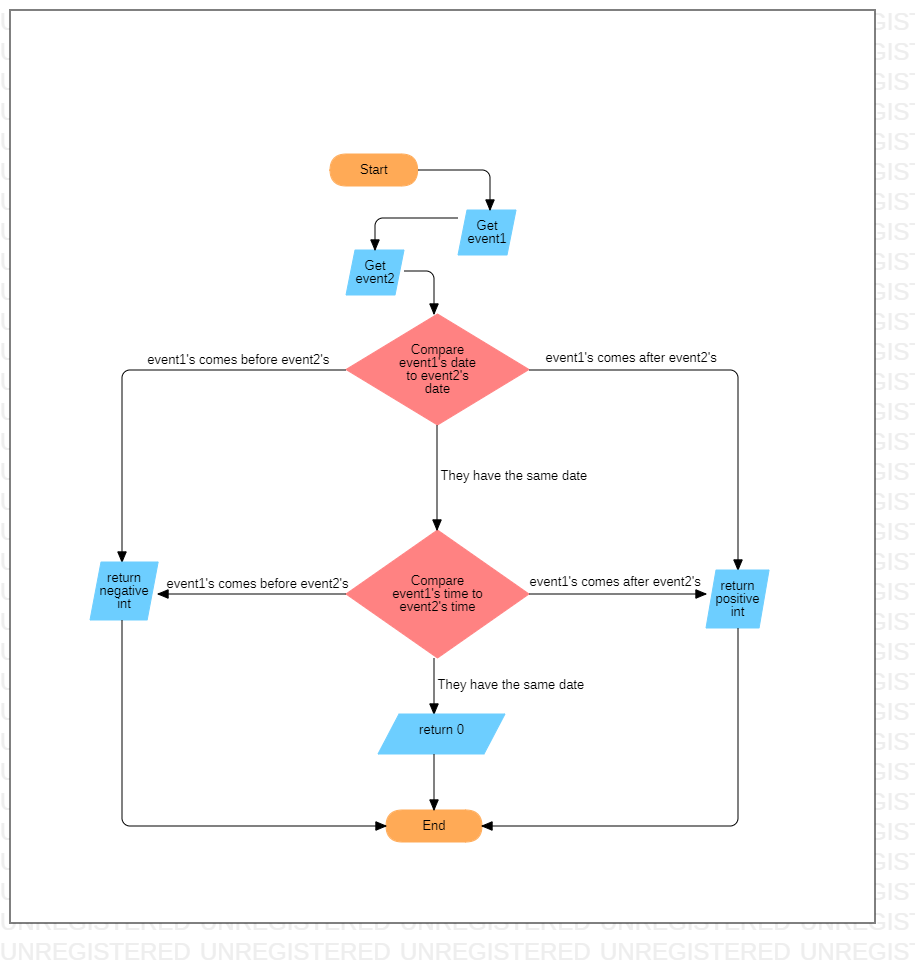 Start
Get
event1
Get
event2
Compare
event1's date
to event2's
date
event1's comes before event2's
event1's comes after event2's
They have the same date
return
negative
int
event1's comes before event2's
Compare
event1's time to
event2's time
event1's comes after event2's
return
positive
int
They have the same date
return 0
End
UNREGISTERED UNREGISTERED UNREGISTERED UNREGISTERED UNREGISTERED